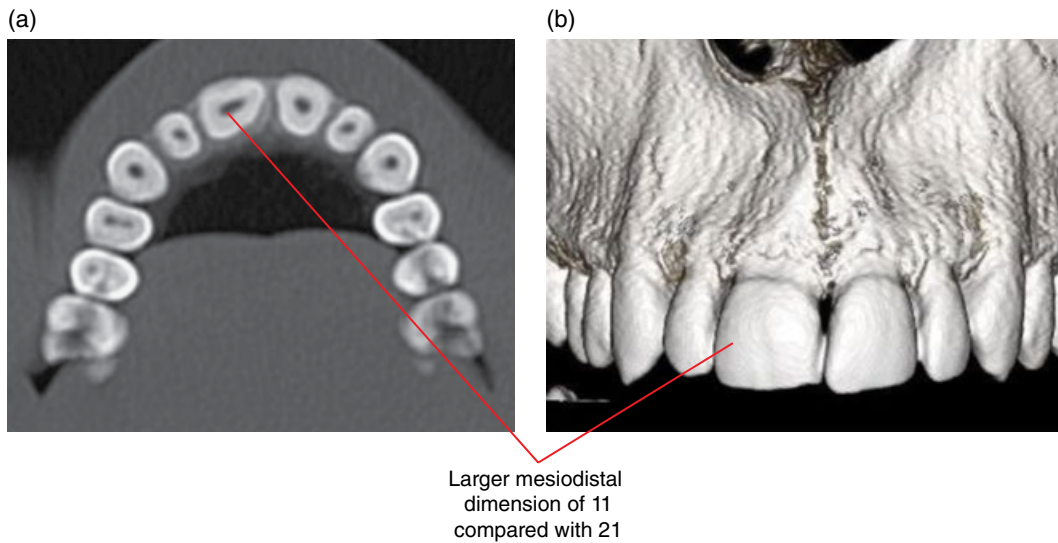 (a)
(b)
Larger mesiodistal
dimension of 11
compared with 21